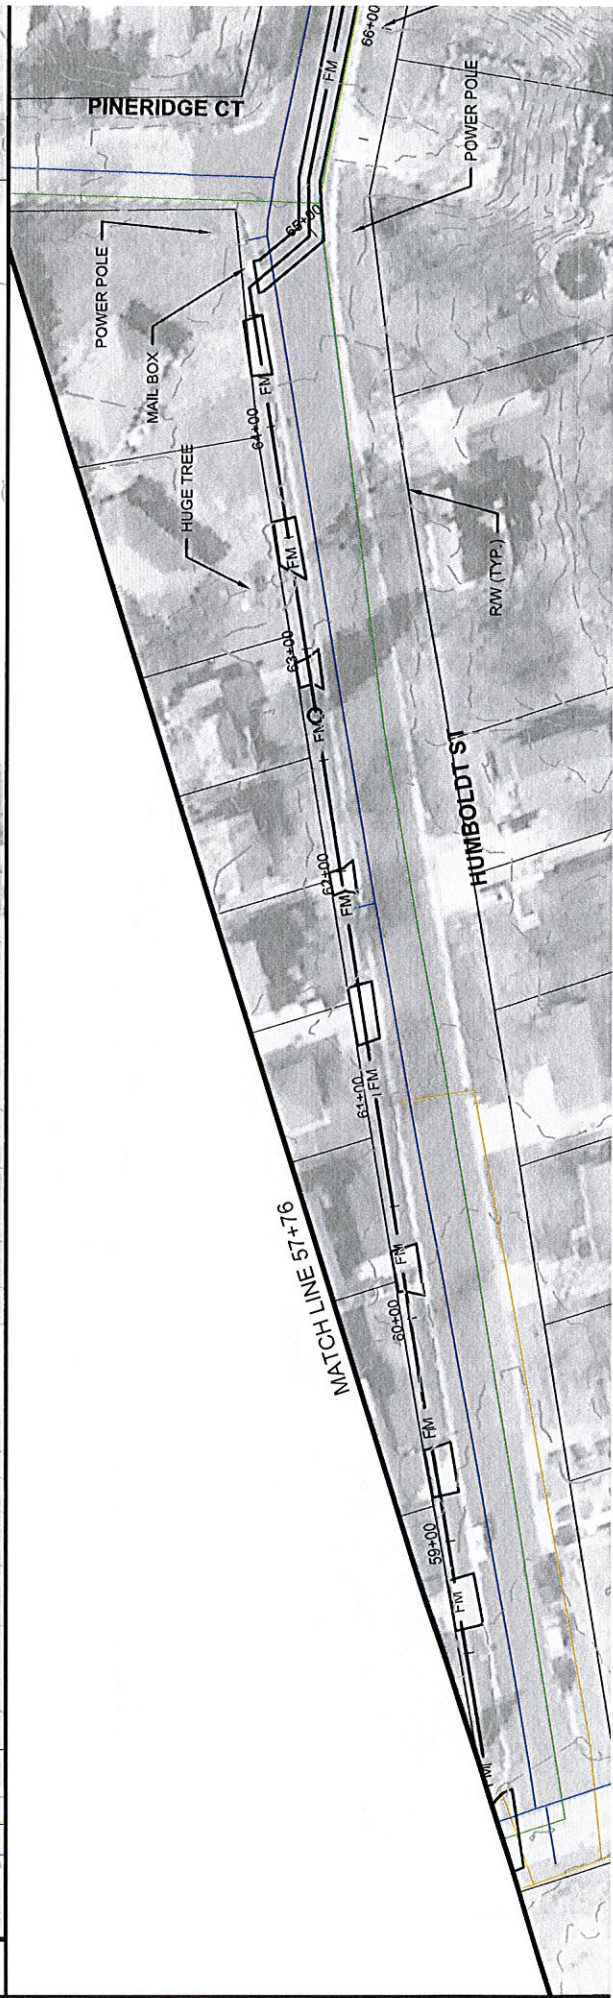 66+00
FM
PINERIDGE CT
POWER POLE
65+00
POWER POLE
MAIL BOX
FM
64+00
HUGE TREE
FM
R/W (TYP.)
63+00
FM
HUMBOLDT ST
62+00
FM
61+00
FM
MATCH LINE 57+76
FM
60+00
FM
59+00
FM
FM